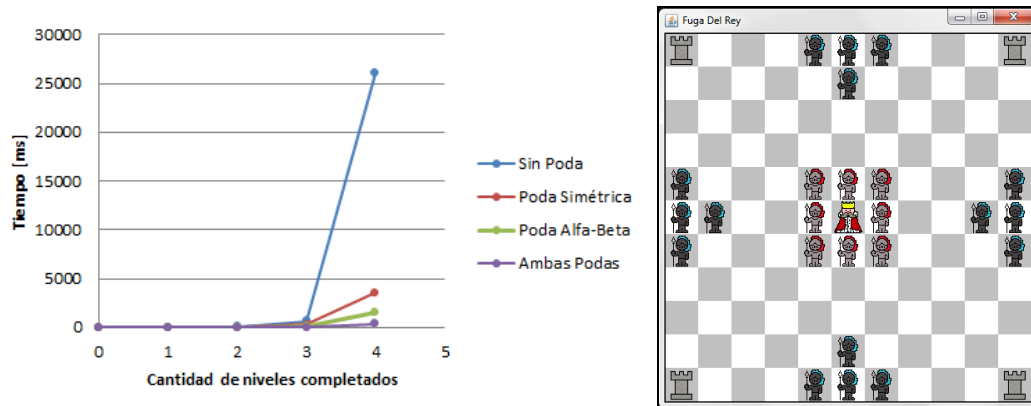 30000
25000
20000
15000
10000
5000
0
Tiempo [ms]
0 1 2 3 4 5
Cantidad de niveles completados
Sin Poda
Poda Simétrica
Poda Alfa-Beta
Ambas Podas
Fuga Del Rey